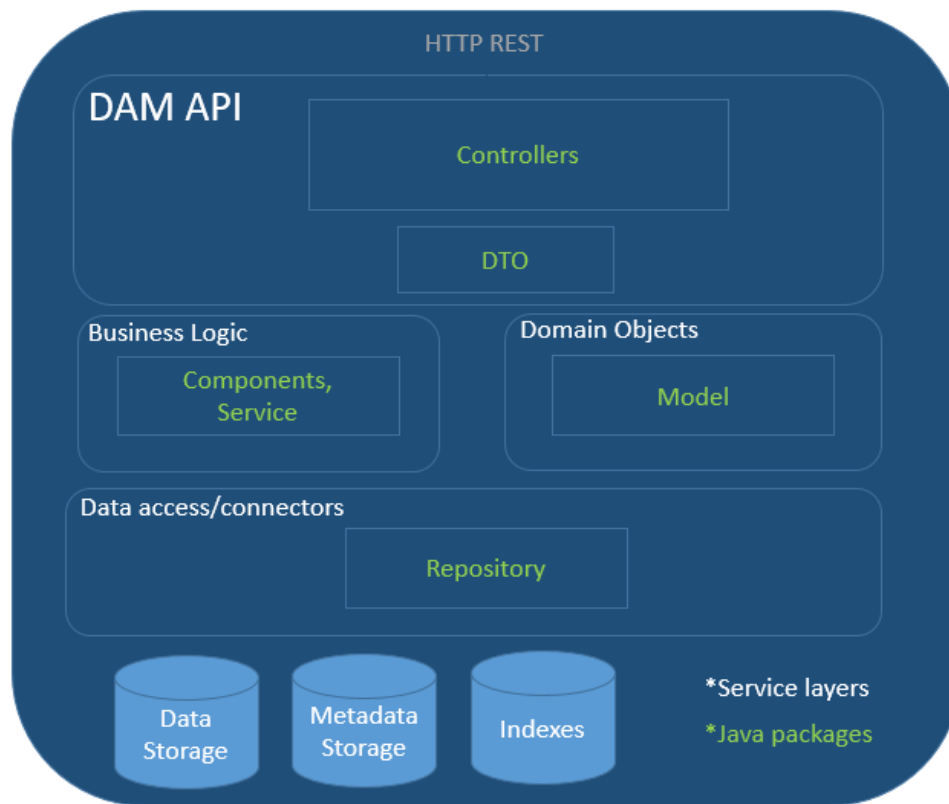 HTTP REST
DAM API
Controllers
DTO
Business Logic
Components,
Service
Domain Objects
Model
Data access/connectors
Repository
Data
Storage
Metadata
Storage
Indexes
*Service layers
*Java packages